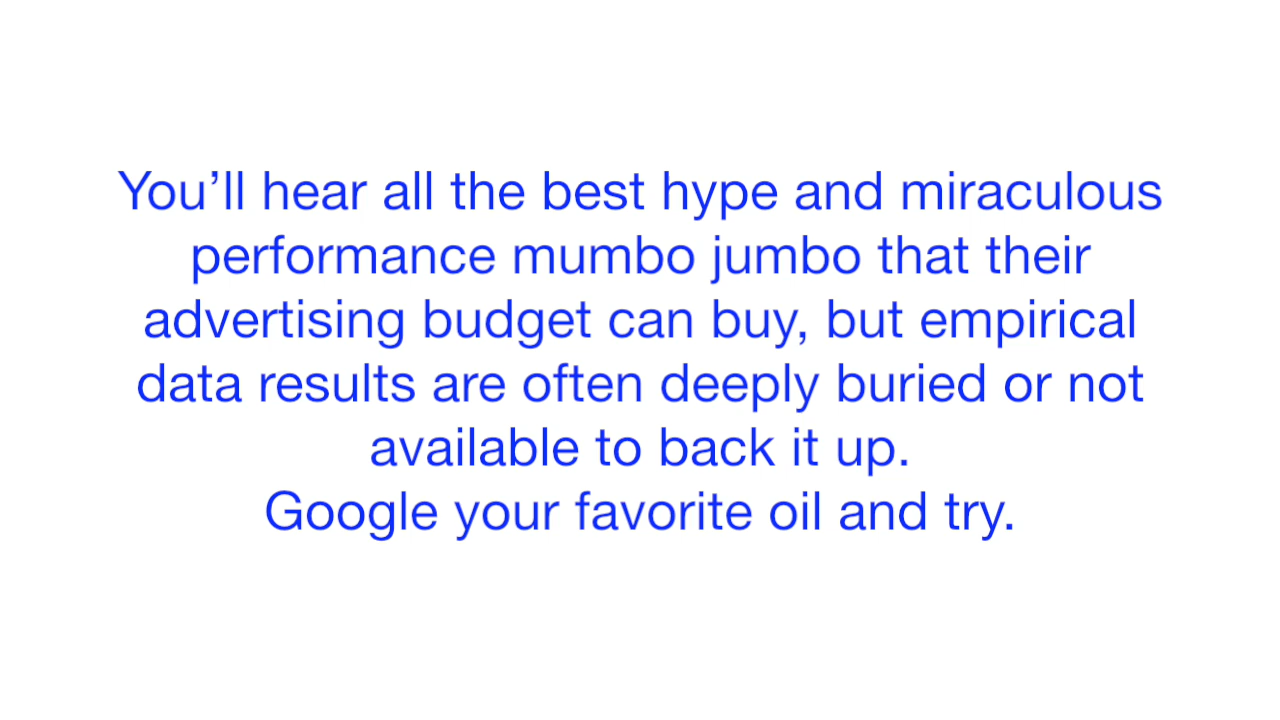 You’ll hear all the best hype and miraculous
performance mumbo jumbo that their
advertising budget can buy, but empirical
data results are often deeply buried or not
available to back it up.
Google your favorite oil and try.